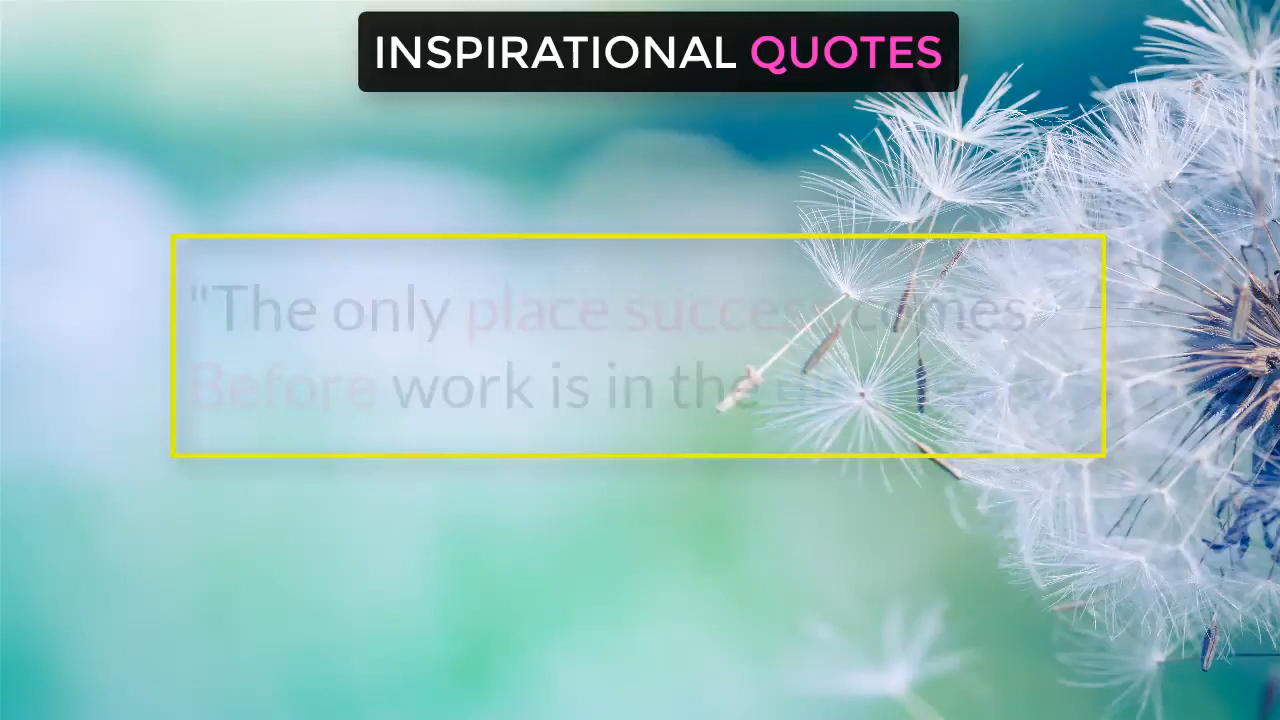 INSPIRATIONAL QUOTES
"The only place success comes
Before work is in the